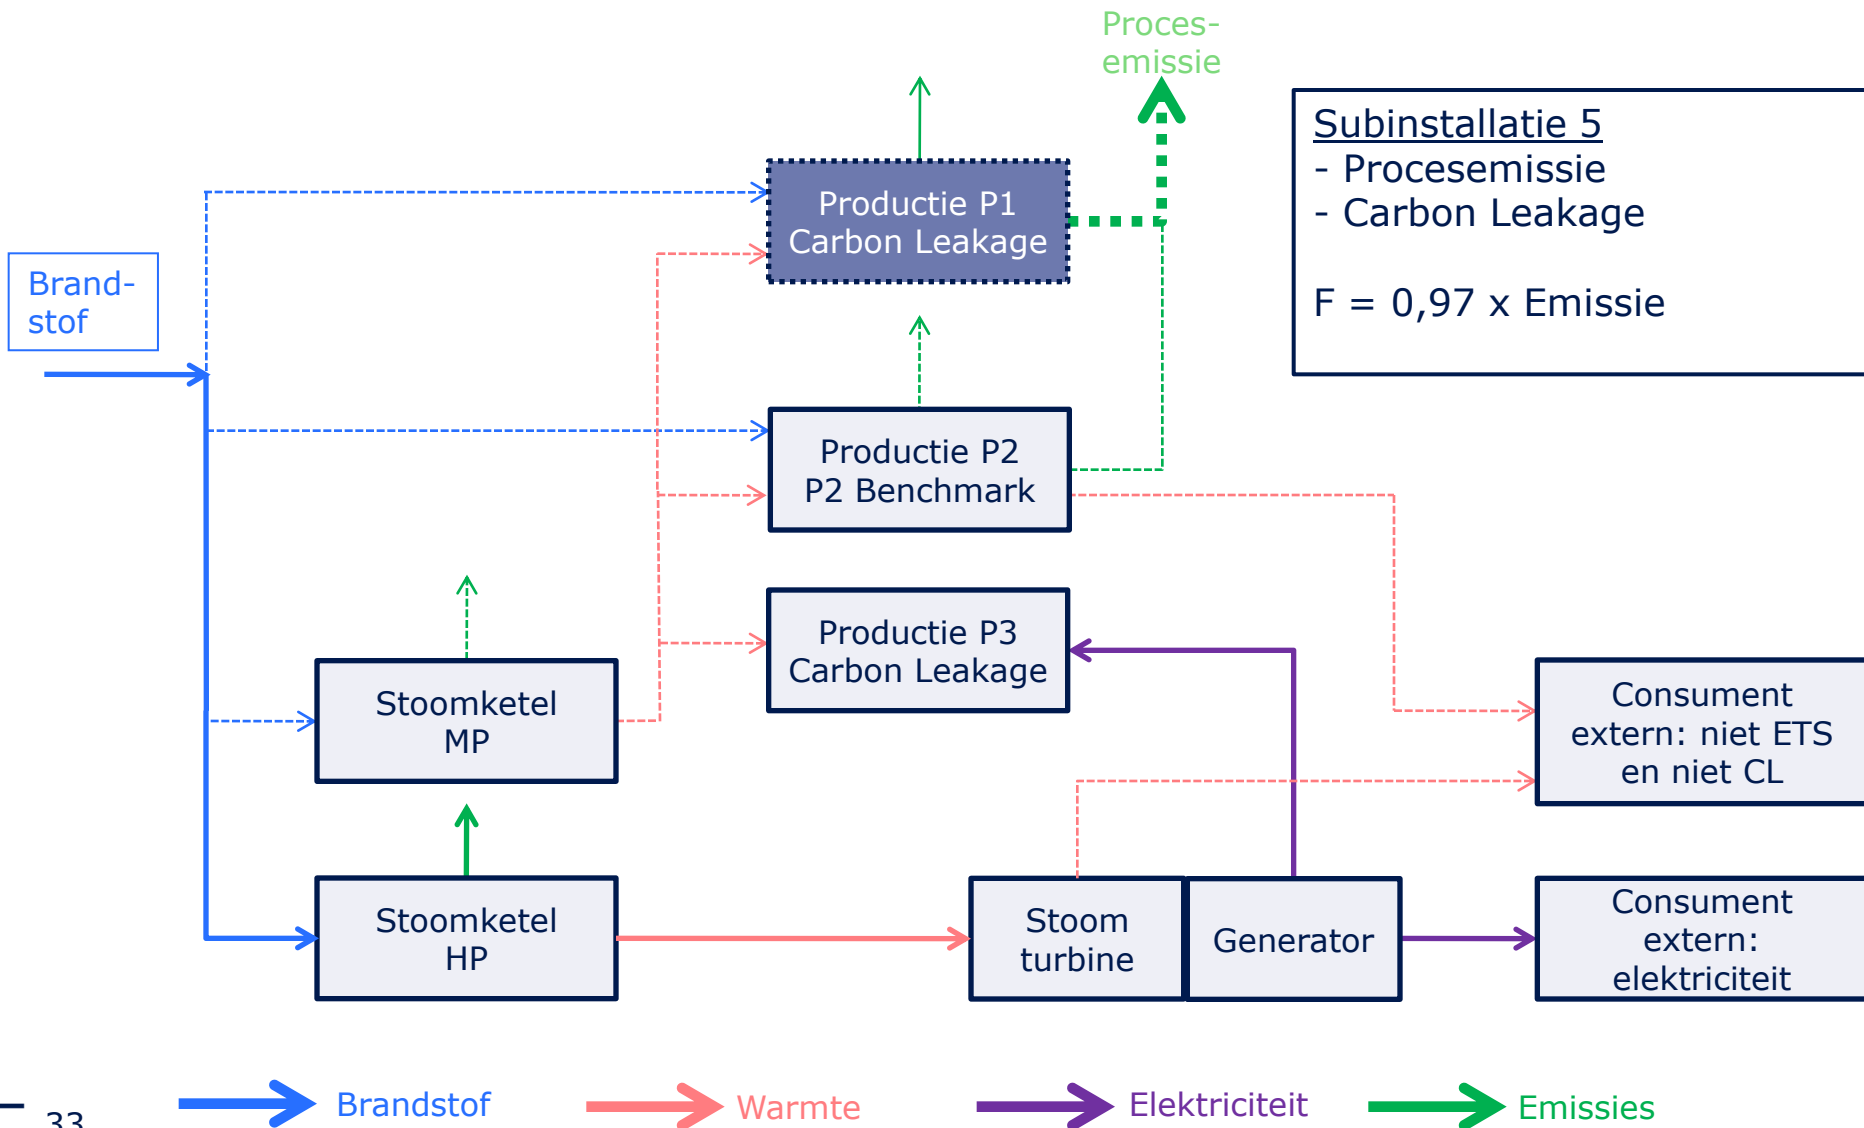 Proces-
emissie
Subinstallatie 5
- Procesemissie
- Carbon Leakage
F = 0,97 x Emissie
Productie P1
Carbon Leakage
Brand-
stof
Productie P2
P2 Benchmark
Productie P3
Carbon Leakage
Stoomketel
MP
Consument
extern: niet ETS
en niet CL
Stoomketel
HP
Stoom
turbine
Generator
Consument
extern:
elektriciteit
33
Brandstof
Warmte
Elektriciteit
Emissies